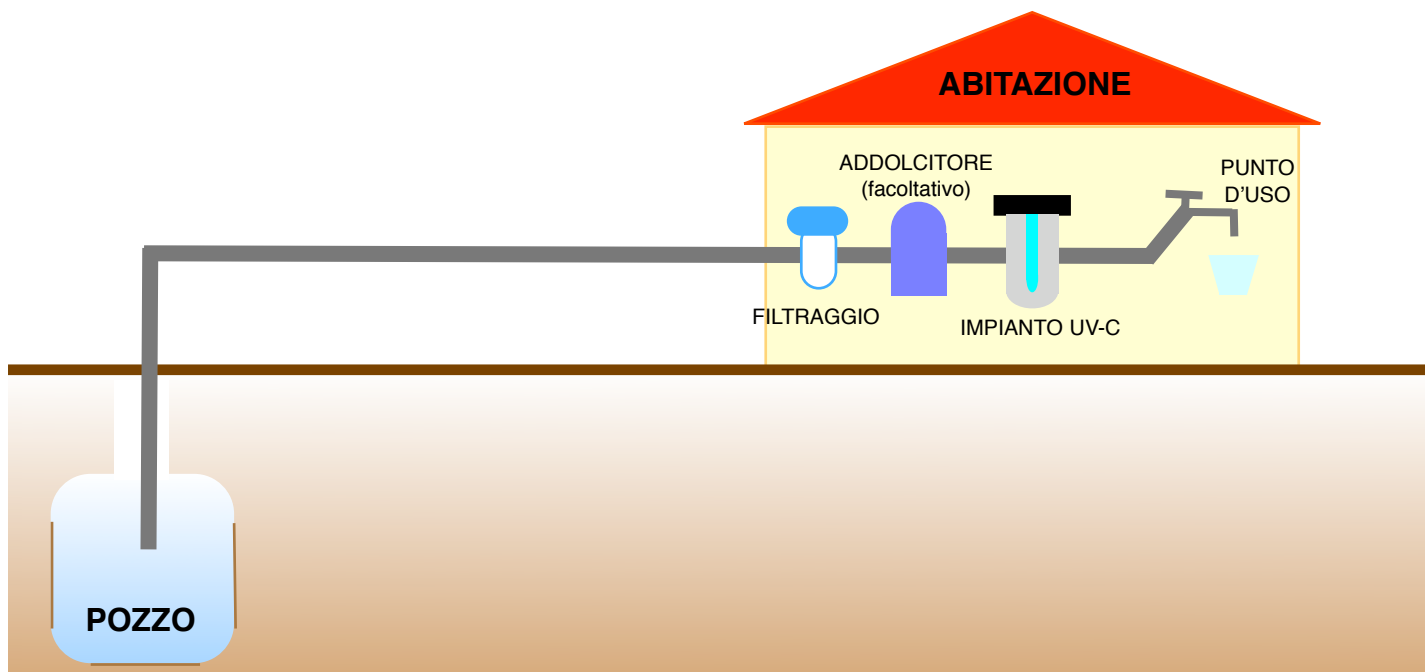 ABITAZIONE
ADDOLCITORE
(facoltativo)
PUNTO
D'USO
FILTRAGGIO
IMPIANTO UV-C
POZZO